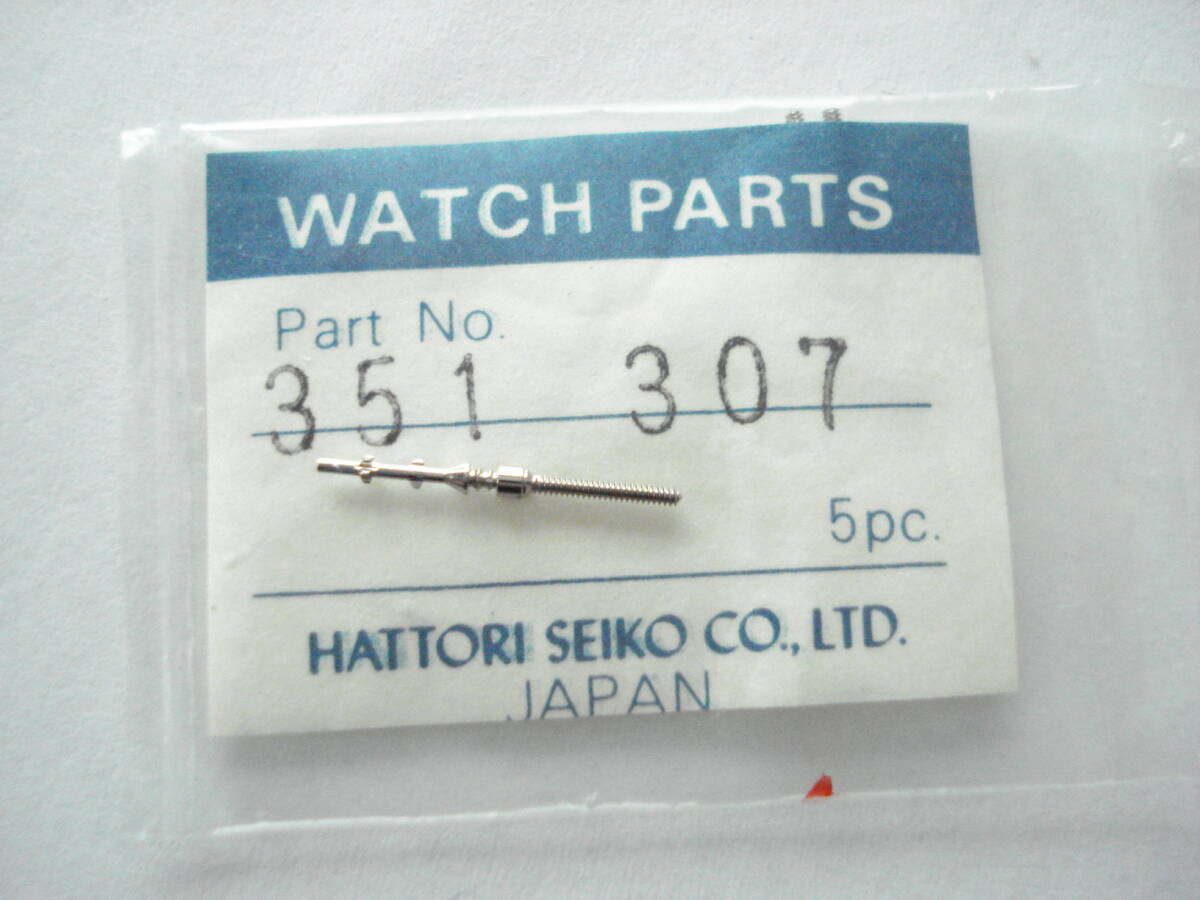 WATCH PARTS
Part No.
351 307
5pc.
HATTORI SEIKO CO., LTD.
JAPAN